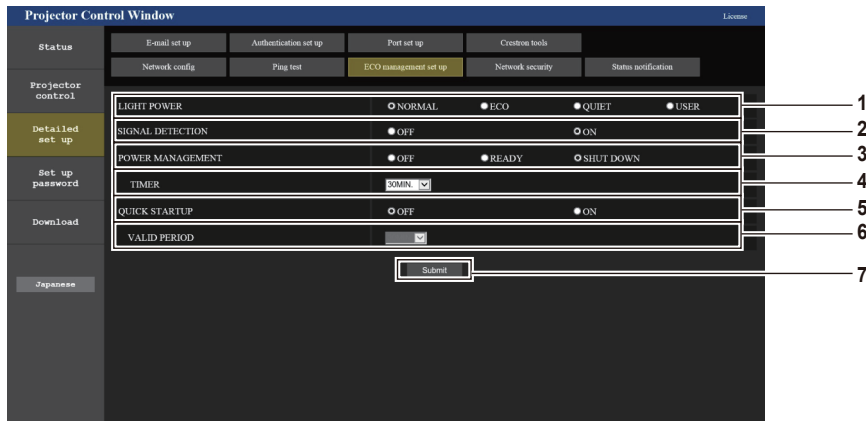 Projector Control Window License
Status
E-mail set up Authentication set up Port set up Crestron tools
Network config Ping test ECO management set up Network security Status notification
Projector
control
Detailed
set up
Set up
password
Download
Japanese
LIGHT POWER NORMAL ECO QUIET USER 1
SIGNAL DETECTION OFF ON 2
POWER MANAGEMENT OFF READY SHUT DOWN 3
TIMER 30MIN. 4
QUICK STARTUP OFF ON 5
VALID PERIOD 6
Submit 7